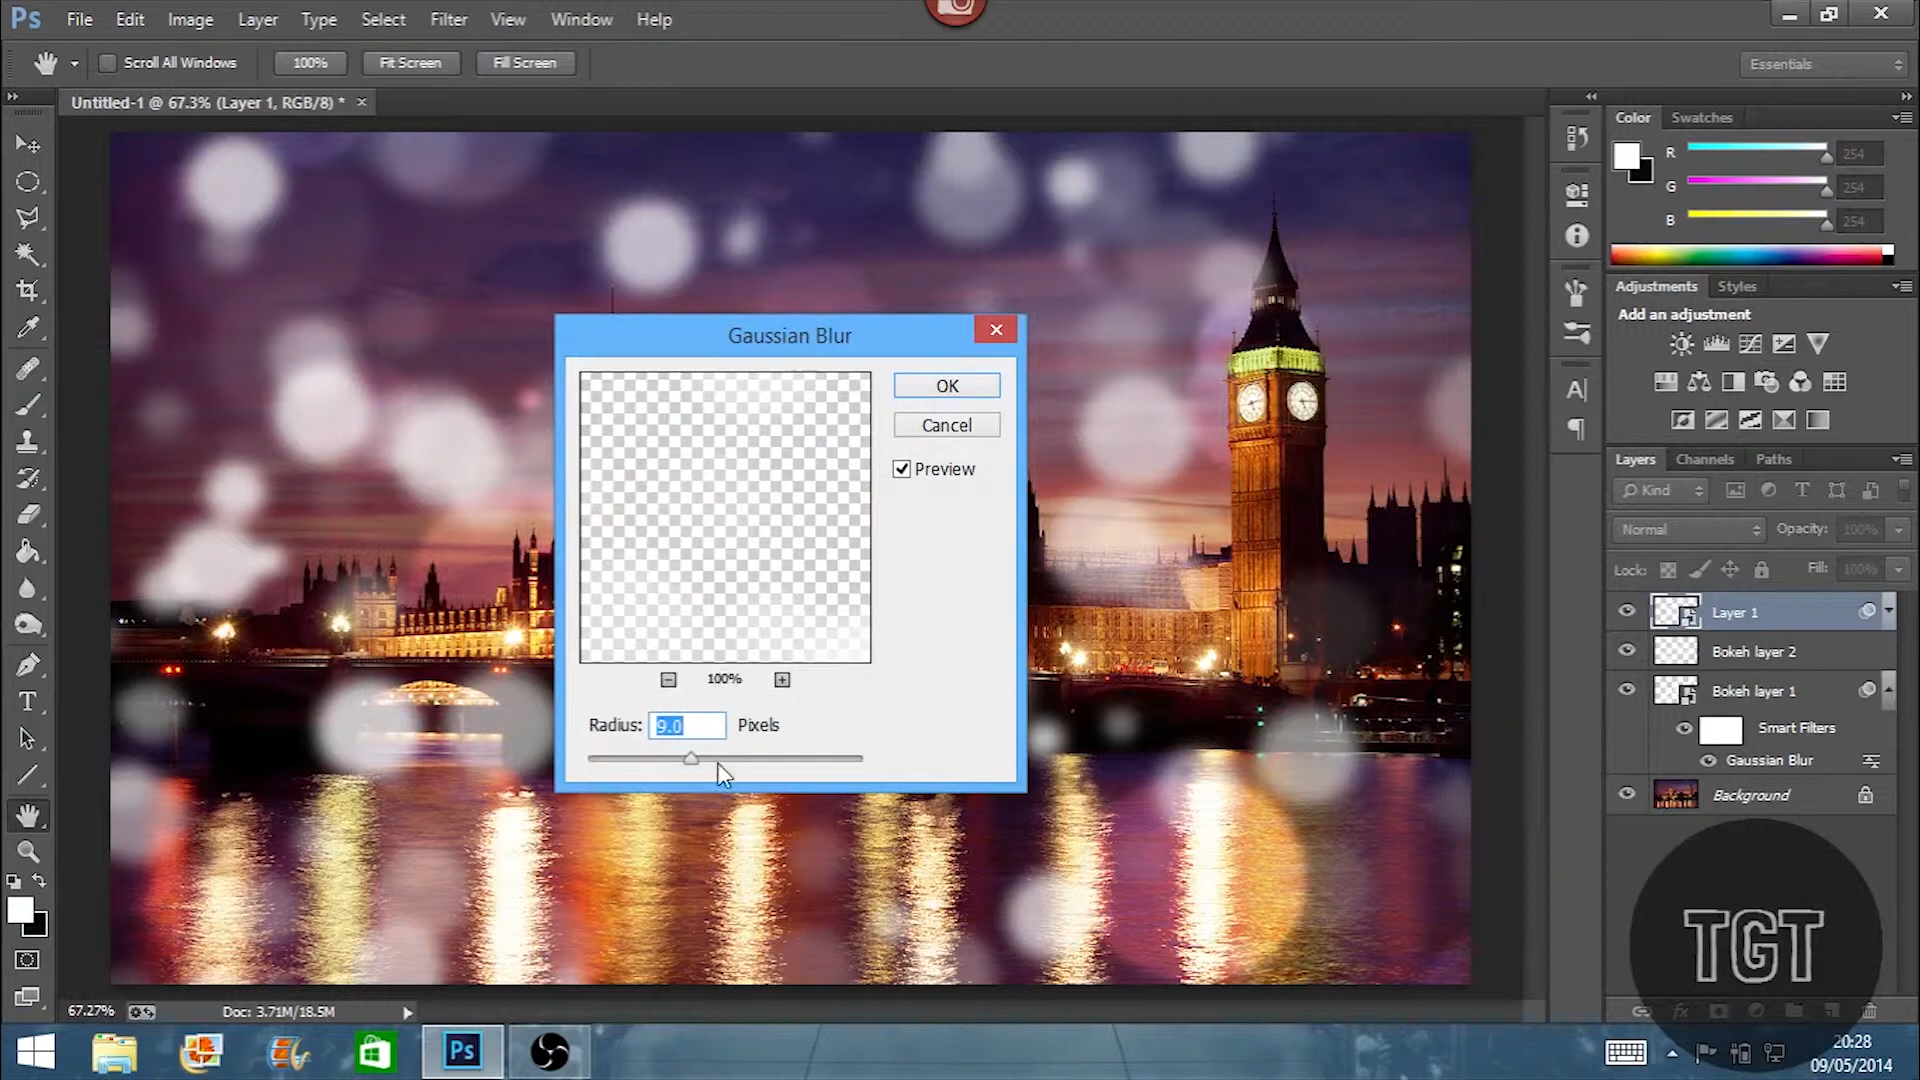 Ps File Edit Image Layer Type Select Filter View Window Help
Scroll All Windows 100% Fit Screen Fill Screen Essentials
Untitled-1 @ 67.3% (Layer 1, RGB/8) * ×
Color Swatches
R 254
G 254
B 254
Adjustments Styles
Add an adjustment
Layers Channels Paths
Kind
Normal Opacity: 100%
Lock: Fill: 100%
Layer 1
Bokeh layer 2
Bokeh layer 1
Smart Filters
Gaussian Blur
Background
Gaussian Blur
OK
Cancel
Preview
100%
Radius: 9.0 Pixels
TGT
67.27% Doc: 3.71M/18.5M
Ps
20:28
09/05/2014